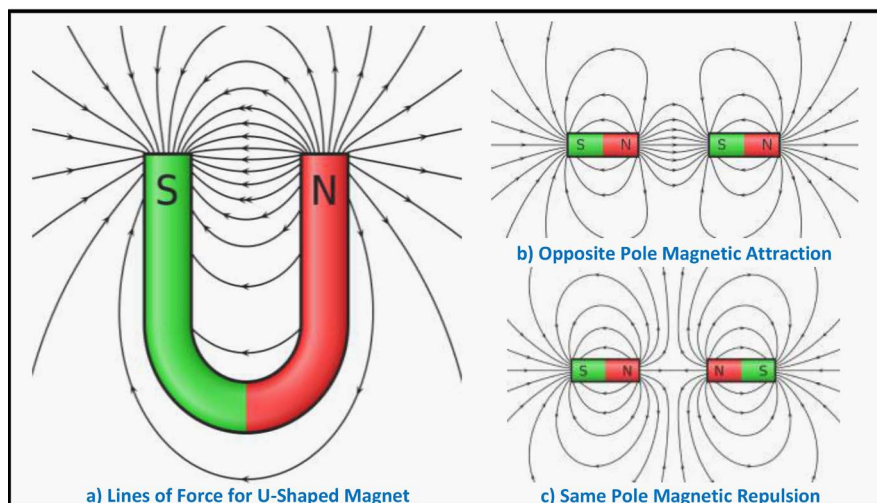 S N
a) Lines of Force for U-Shaped Magnet
S N S N
b) Opposite Pole Magnetic Attraction
S N N S
c) Same Pole Magnetic Repulsion